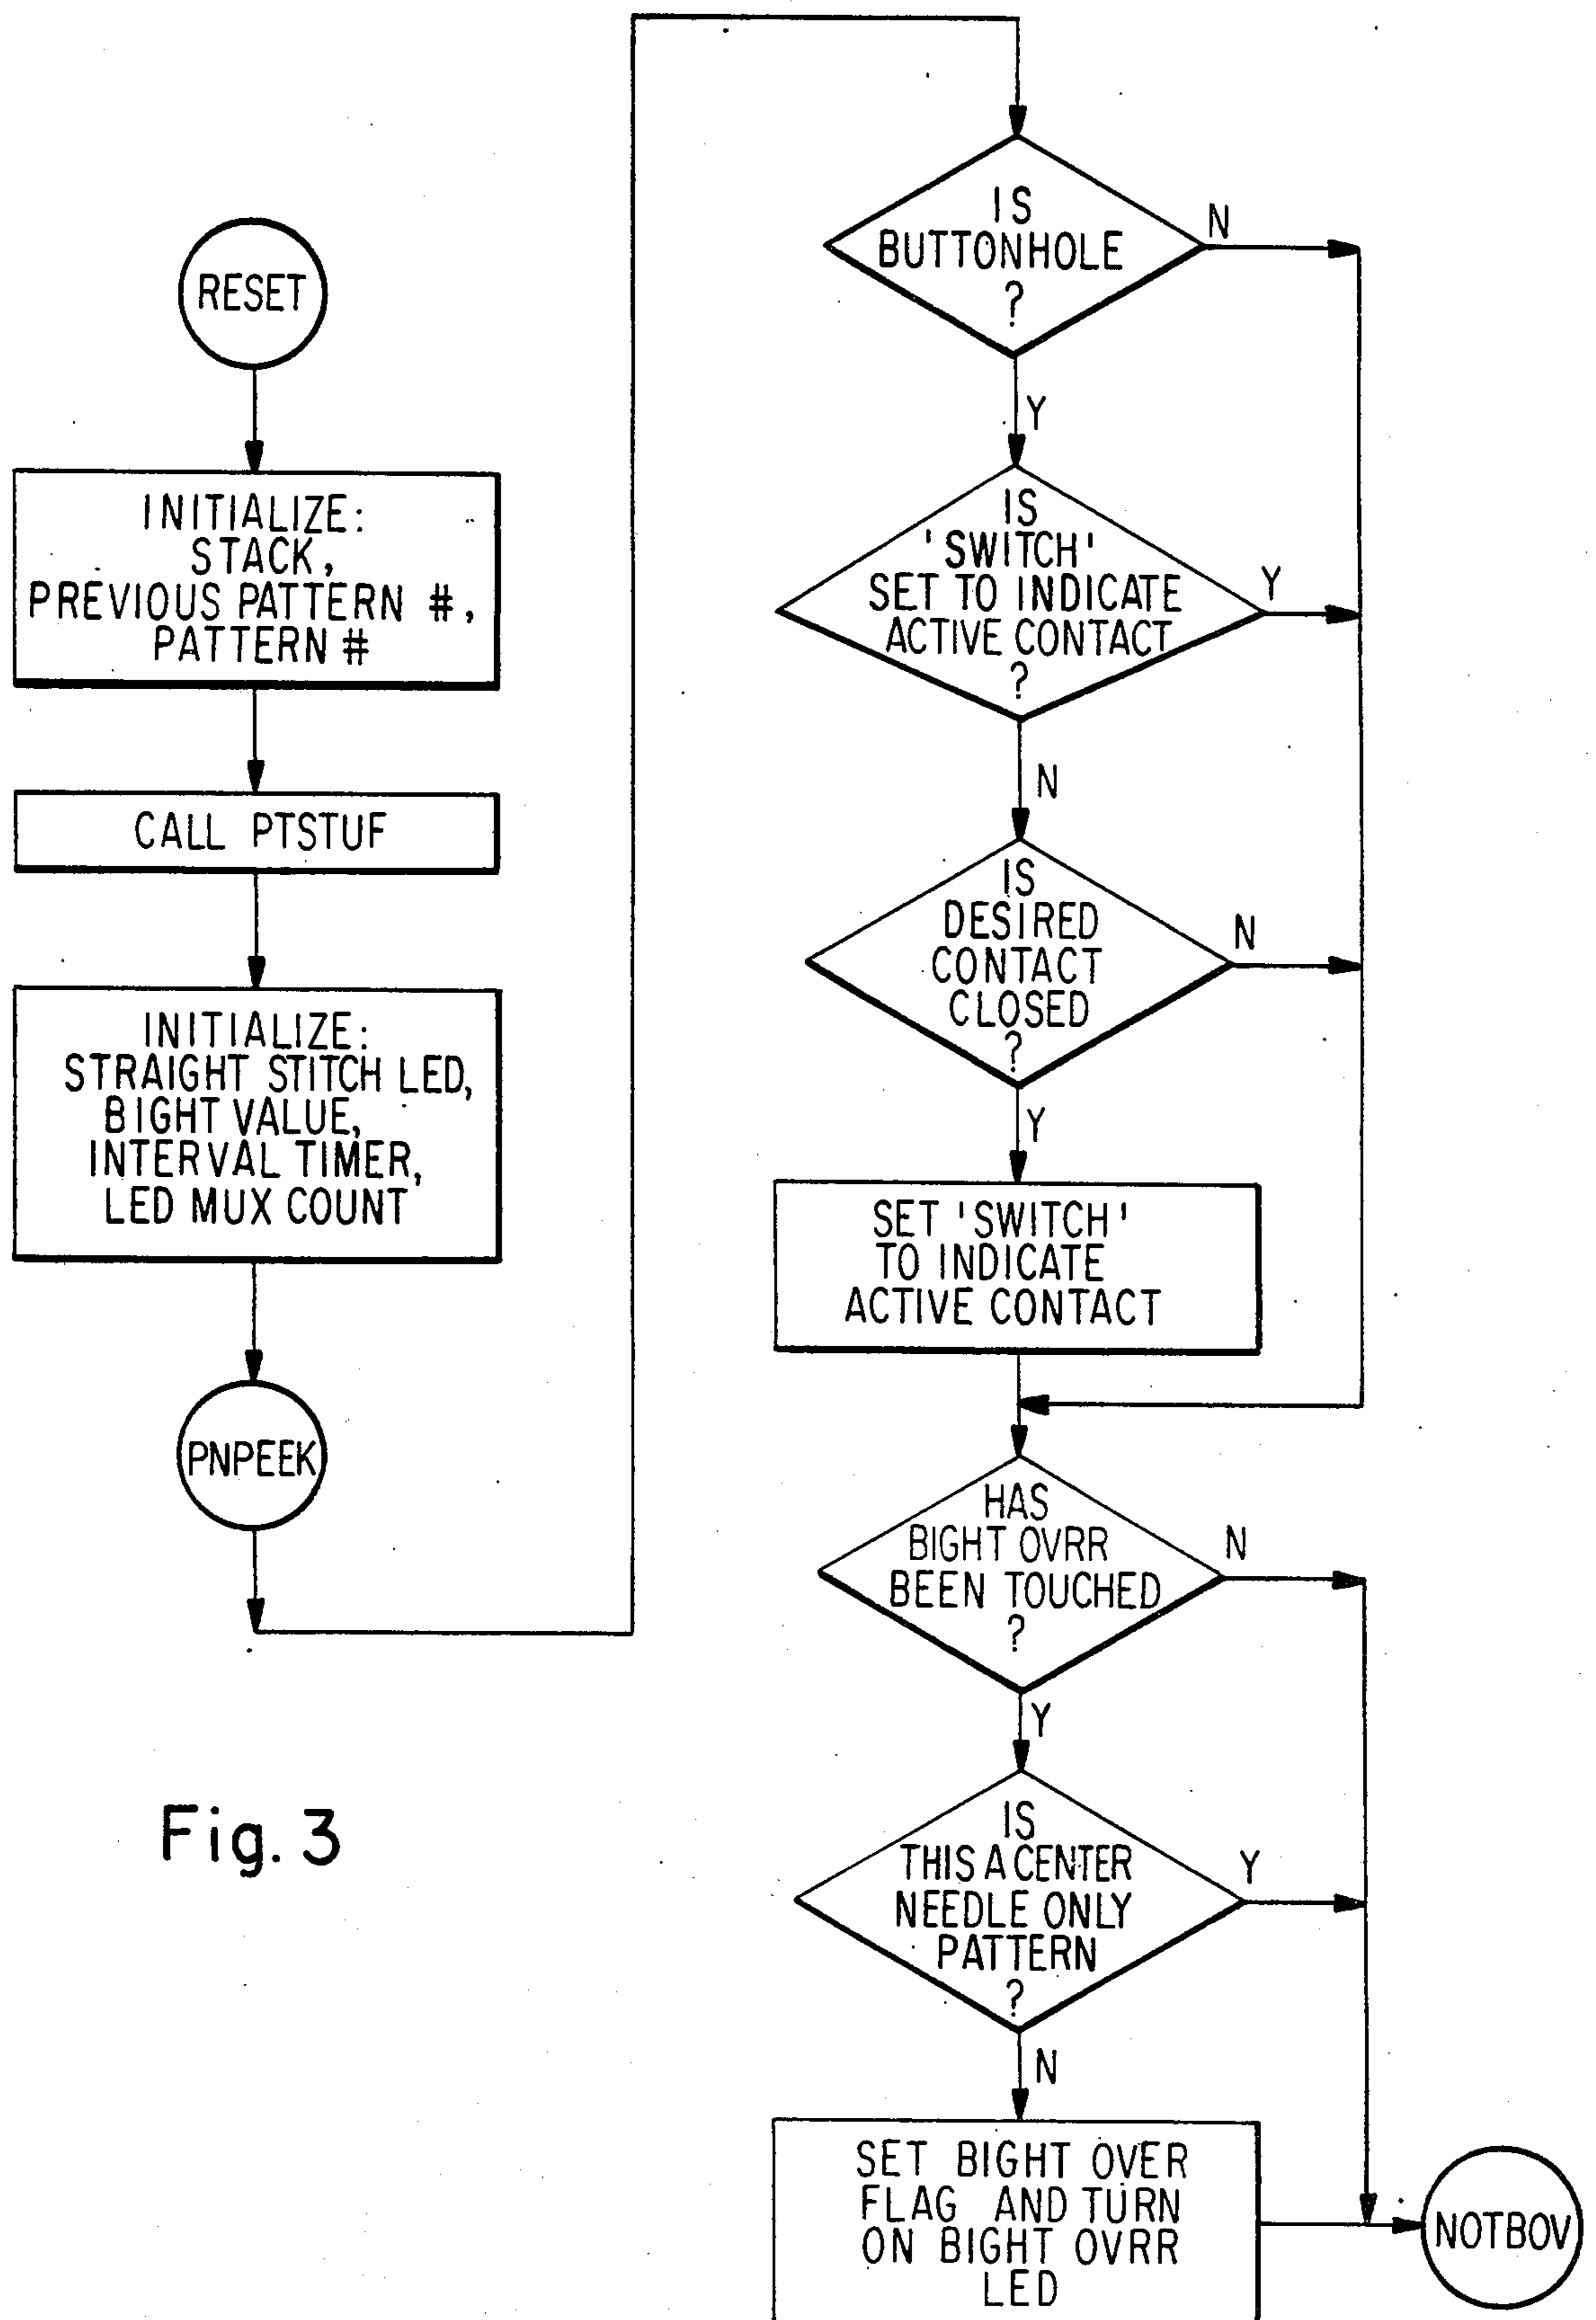 RESET
INITIALIZE:
STACK,
PREVIOUS PATTERN #,
PATTERN #
CALL PTSTUF
INITIALIZE:
STRAIGHT STITCH LED,
BIGHT VALUE,
INTERVAL TIMER,
LED MUX COUNT
PNPEEK
IS
BUTTONHOLE
?
N
Y
IS
'SWITCH'
SET TO INDICATE
ACTIVE CONTACT
?
Y
N
IS
DESIRED
CONTACT
CLOSED
?
N
Y
SET 'SWITCH'
TO INDICATE
ACTIVE CONTACT
HAS
BIGHT OVRR
BEEN TOUCHED
?
N
Y
IS
THIS A CENTER
NEEDLE ONLY
PATTERN
?
Y
N
SET BIGHT OVER
FLAG AND TURN
ON BIGHT OVRR
LED
NOTBOV
Fig. 3